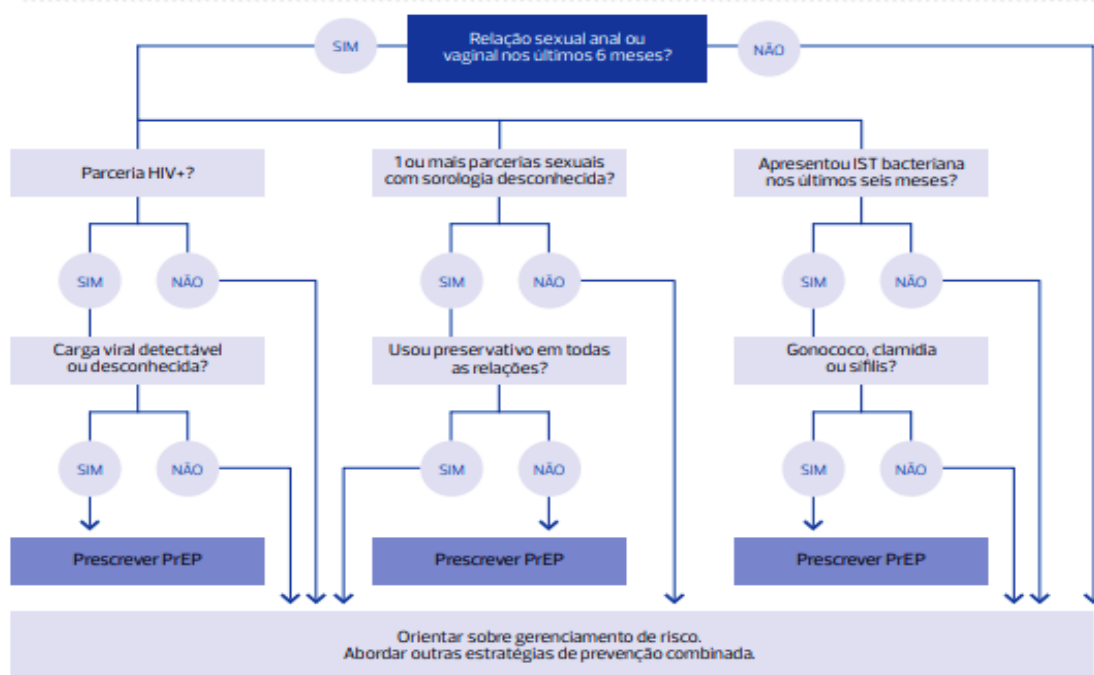 Relação sexual anal ou
vaginal nos últimos 6 meses?
SIM
NÃO
Parceria HIV+?
1 ou mais parcerias sexuais
com sorologia desconhecida?
Apresentou IST bacteriana
nos últimos seis meses?
SIM
NÃO
SIM
NÃO
SIM
NÃO
Carga viral detectável
ou desconhecida?
Usou preservativo em todas
as relações?
Gonococo, clamídia
ou sífilis?
SIM
NÃO
SIM
NÃO
SIM
NÃO
Prescrever PrEP
Prescrever PrEP
Prescrever PrEP
Orientar sobre gerenciamento de risco.
Abordar outras estratégias de prevenção combinada.